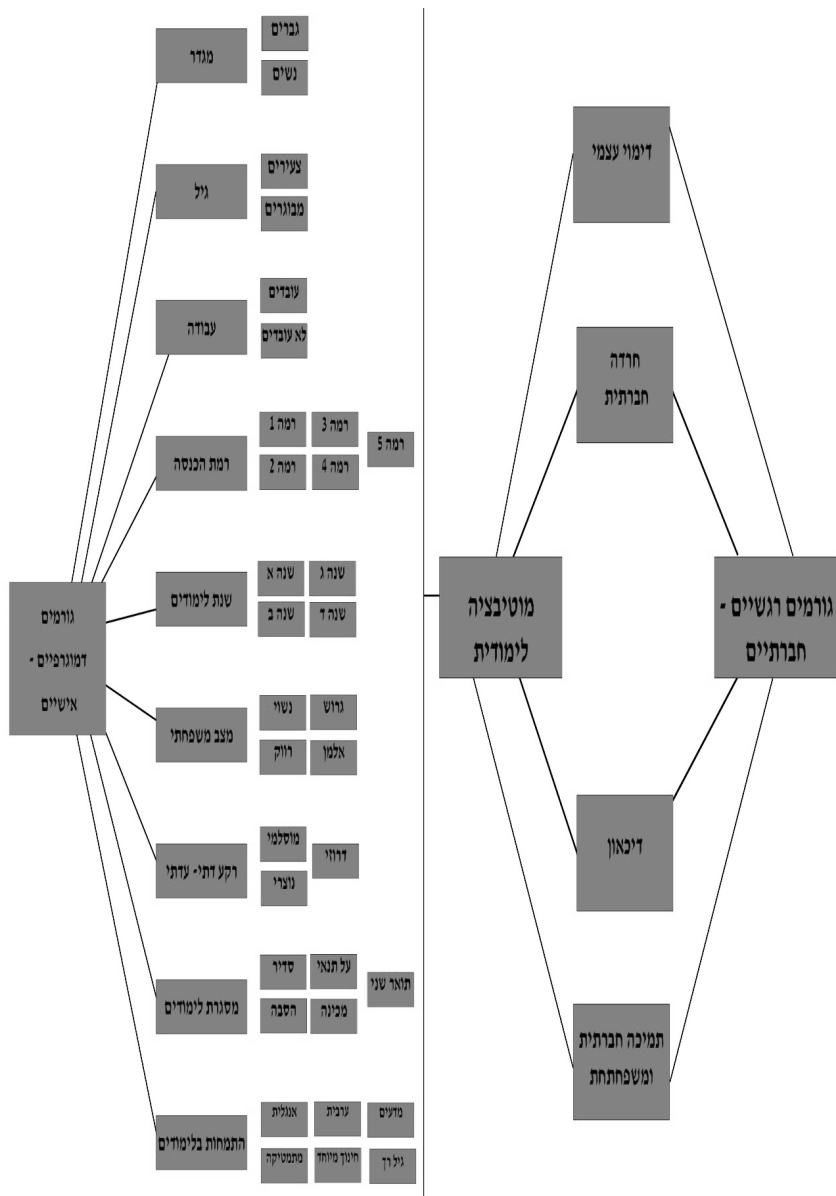 מגדר
גברים
נשים
גיל
צעירים
מבוגרים
עבודה
עובדים
לא עובדים
רמת הכנסה
רמה 1
רמה 3
רמה 5
רמה 2
רמה 4
שנת לימודים
שנה א
שנה ג
שנה ב
שנה ד
מצב משפחתי
נשוי
גרוש
רווק
אלמן
רקע דתי- עדתי
מוסלמי
דרוזי
נוצרי
מסגרת לימודים
סדיר
על תנאי
תואר שני
הסבה
מכינה
התמחות בלימודים
אנגלית
ערבית
מדעים
מתמטיקה
חינוך מיוחד
גיל רך
גורמים
דמוגרפיים -
אישיים
דימוי עצמי
חרדה
חברתית
מוטיבציה
לימודית
גורמים רגשיים -
חברתיים
דיכאון
תמיכה חברתית
ומשפחתחת